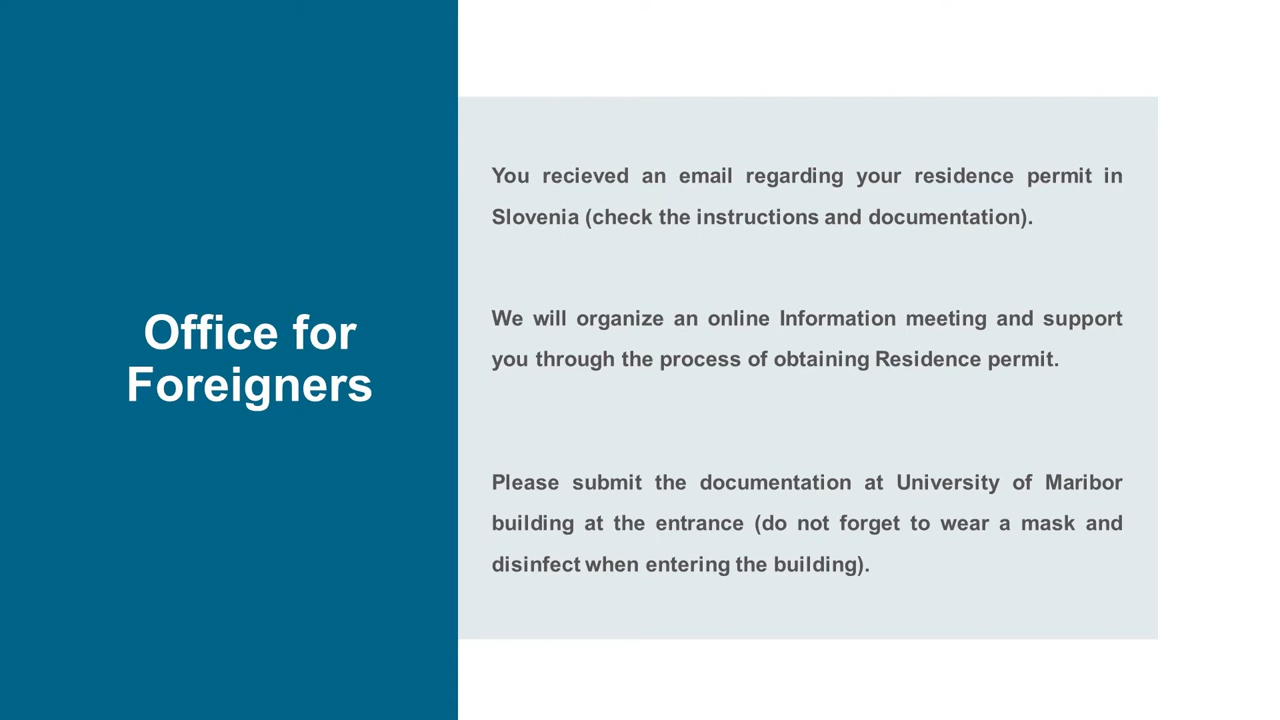 Office for
Foreigners
You recieved an email regarding your residence permit in
Slovenia (check the instructions and documentation).
We will organize an online Information meeting and support
you through the process of obtaining Residence permit.
Please submit the documentation at University of Maribor
building at the entrance (do not forget to wear a mask and
disinfect when entering the building).